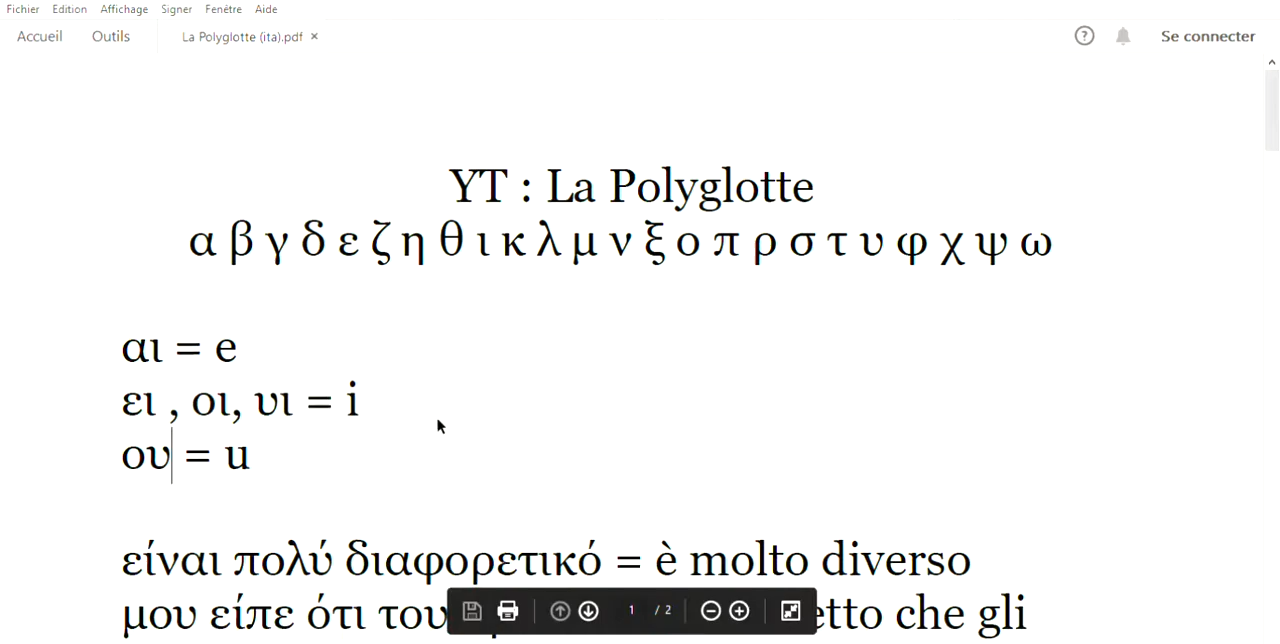 Fichier Edition Affichage Signer Fenêtre Aide
Accueil Outils La Polyglotte (ita).pdf × ? Se connecter
YT : La Polyglotte
α β γ δ ε ζ η θ ι κ λ μ ν ξ ο π ρ σ τ υ φ χ ψ ω
αι = e
ει , οι, υι = i
ου = u
είναι πολύ διαφορετικό = è molto diverso
μου είπε ότι του etto che gli
1 / 2